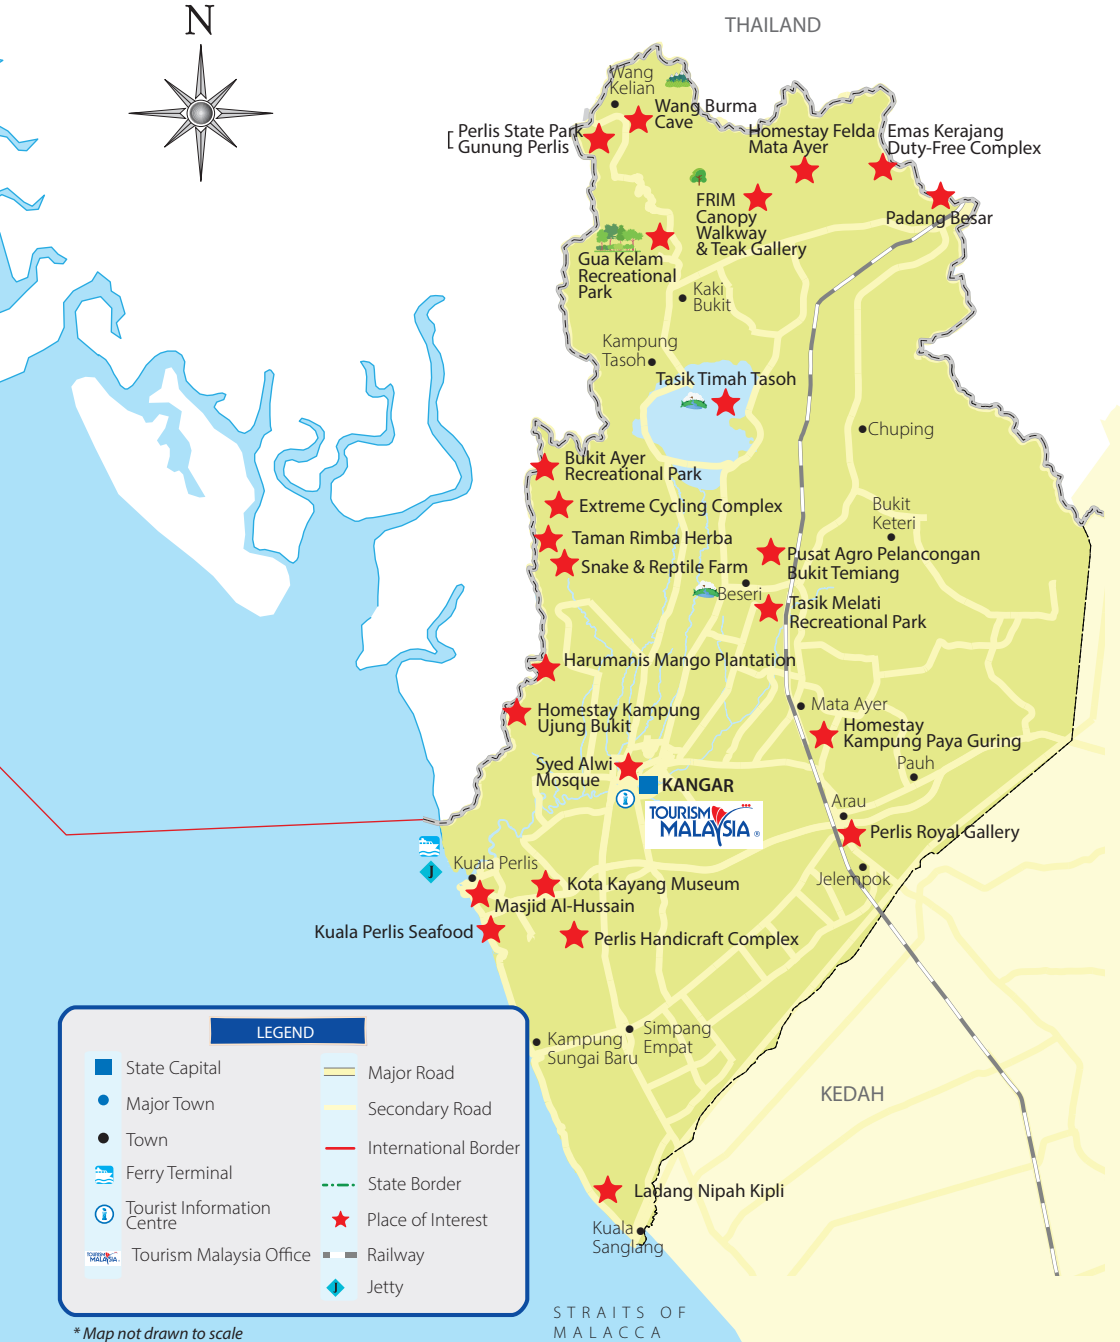 THAILAND
N
Wang
Kelian
Wang Burma
Cave
Perlis State Park
Gunung Perlis
Homestay Felda
Mata Ayer
Emas Kerajang
Duty-Free Complex
FRIM
Canopy
Walkway
& Teak Gallery
Padang Besar
Gua Kelam
Recreational
Park
Kaki
Bukit
Kampung
Tasoh
Tasik Timah Tasoh
Chuping
Bukit Ayer
Recreational Park
Extreme Cycling Complex
Bukit
Keteri
Taman Rimba Herba
Snake & Reptile Farm
Pusat Agro Pelancongan
Bukit Temiang
Beseri
Tasik Melati
Recreational Park
Harumanis Mango Plantation
Homestay Kampung
Ujung Bukit
Mata Ayer
Homestay
Kampung Paya Guring
Pauh
Syed Alwi
Mosque
KANGAR
TOURISM
MALAYSIA ®
Arau
Perlis Royal Gallery
Jelempok
J
Kuala Perlis
Kota Kayang Museum
Masjid Al-Hussain
Kuala Perlis Seafood
Perlis Handicraft Complex
Kampung
Sungai Baru
Simpang
Empat
KEDAH
Ladang Nipah Kipli
Kuala
Sanglang
LEGEND
State Capital
Major Town
Town
Ferry Terminal
Tourist Information
Centre
TOURISM
MALAYSIA
Tourism Malaysia Office
Major Road
Secondary Road
International Border
State Border
Place of Interest
Railway
J
Jetty
STRAITS OF
MALACCA
* Map not drawn to scale